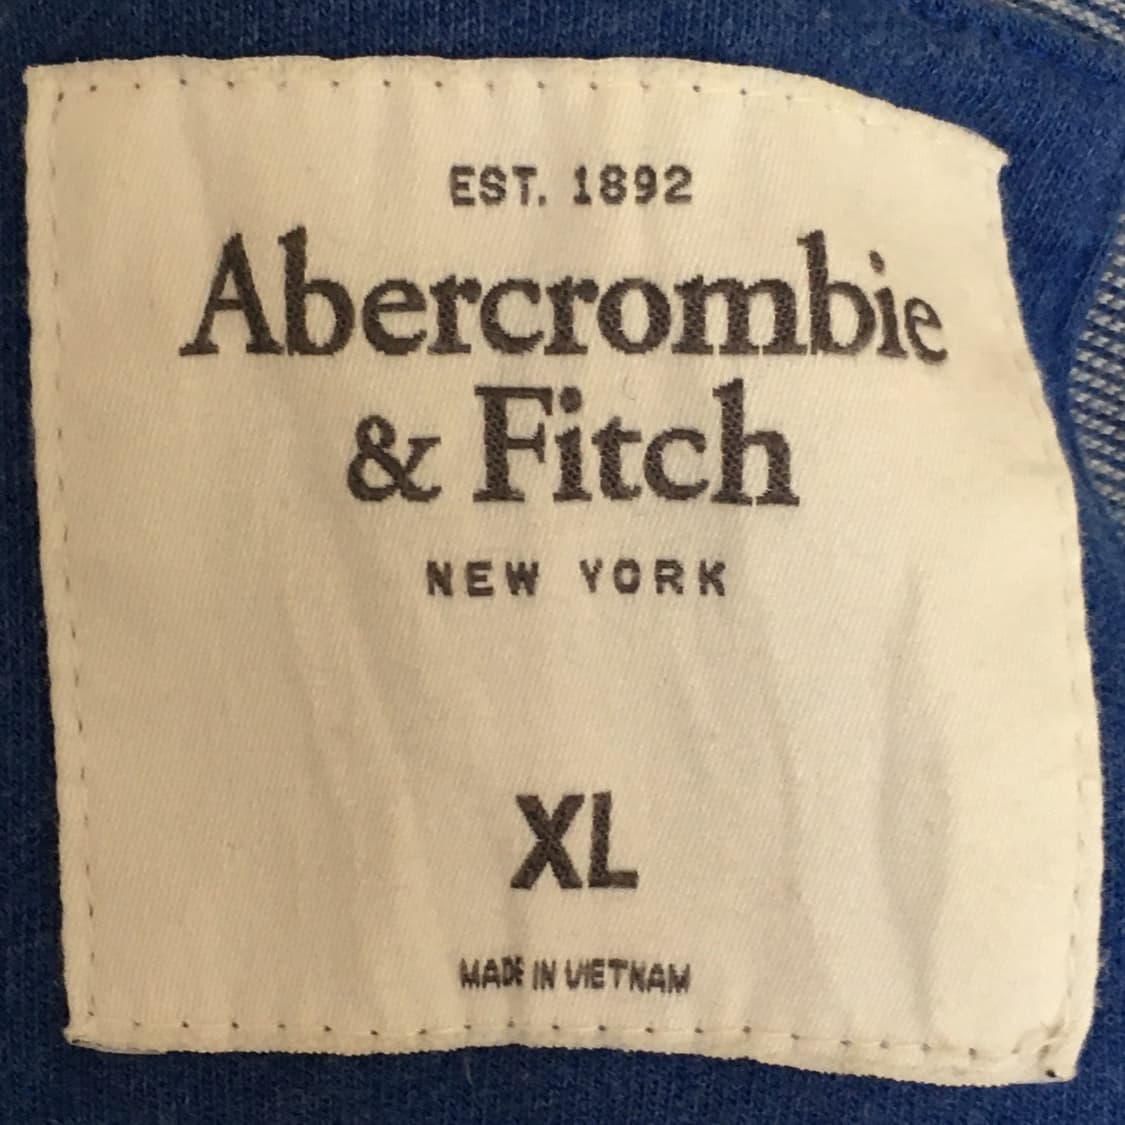 EST. 1892
Abercrombie
& Fitch
NEW YORK
XL
MADE IN VIETNAM